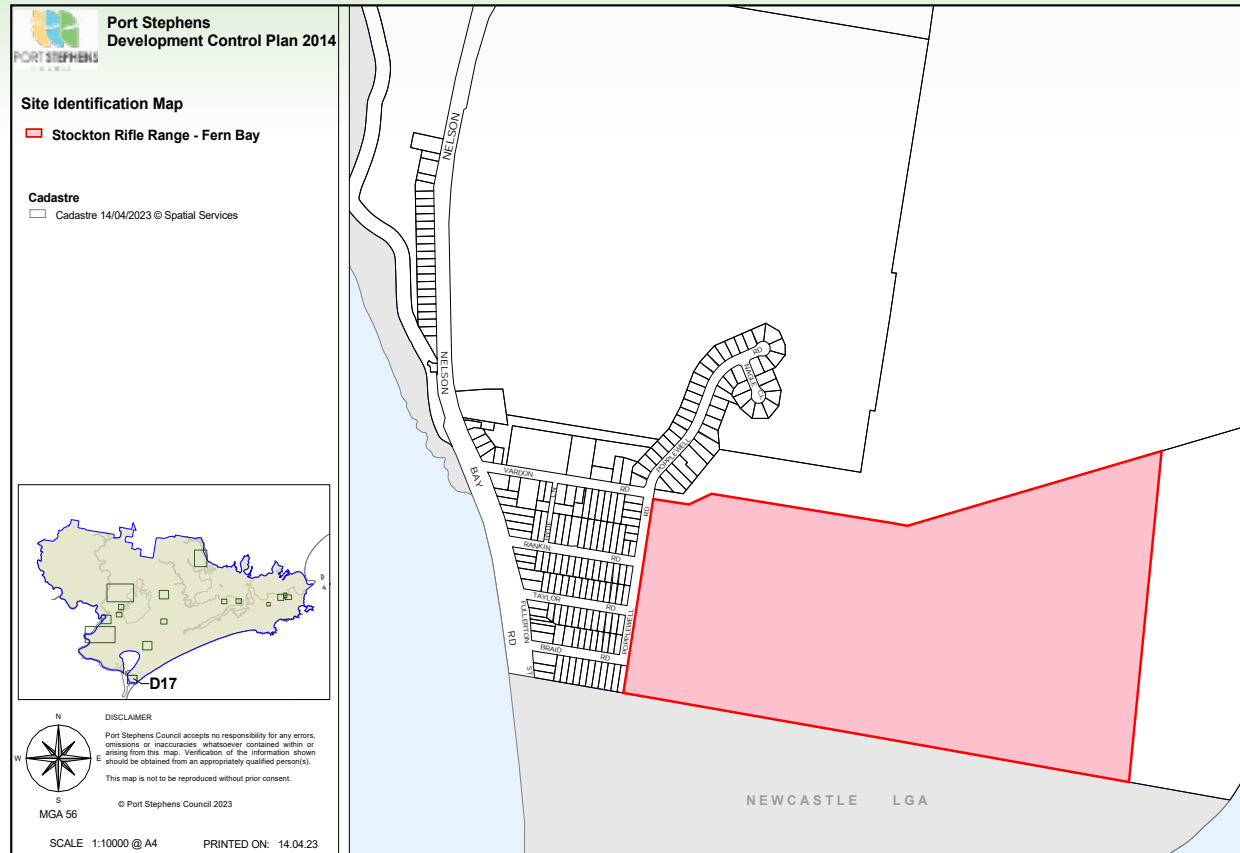 PORT STEPHENS
Port Stephens
Development Control Plan 2014
Site Identification Map
Stockton Rifle Range - Fern Bay
Cadastre
Cadastre 14/04/2023 © Spatial Services
D17
N
W
E
S
MGA 56
DISCLAIMER
Port Stephens Council accepts no responsibility for any errors,
omissions or inaccuracies whatsoever contained within or
arising from this map. Verification of the information shown
should be obtained from an appropriately qualified person(s).
This map is not to be reproduced without prior consent.
© Port Stephens Council 2023
SCALE 1:10000 @ A4
PRINTED ON: 14.04.23
NELSON
NELSON
BAY
RD
RD
NAGLE CL
POPPLEWELL
RD
VARDON RD
RANKIN RD
TAYLOR RD
FULLERTON
ST
POPPLEWELL
BRAID RD
NEWCASTLE LGA